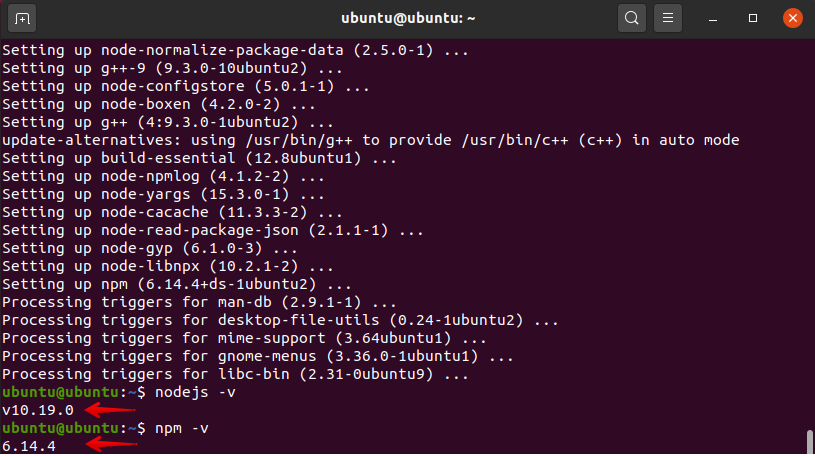 ubuntu@ubuntu: ~
Setting up node-normalize-package-data (2.5.0-1) ...
Setting up g++-9 (9.3.0-10ubuntu2) ...
Setting up node-configstore (5.0.1-1) ...
Setting up node-boxen (4.2.0-2) ...
Setting up g++ (4:9.3.0-1ubuntu2) ...
update-alternatives: using /usr/bin/g++ to provide /usr/bin/c++ (c++) in auto mode
Setting up build-essential (12.8ubuntu1) ...
Setting up node-npmlog (4.1.2-2) ...
Setting up node-yargs (15.3.0-1) ...
Setting up node-cacache (11.3.3-2) ...
Setting up node-read-package-json (2.1.1-1) ...
Setting up node-gyp (6.1.0-3) ...
Setting up node-libnpx (10.2.1-2) ...
Setting up npm (6.14.4+ds-1ubuntu2) ...
Processing triggers for man-db (2.9.1-1) ...
Processing triggers for desktop-file-utils (0.24-1ubuntu2) ...
Processing triggers for mime-support (3.64ubuntu1) ...
Processing triggers for gnome-menus (3.36.0-1ubuntu1) ...
Processing triggers for libc-bin (2.31-0ubuntu9) ...
ubuntu@ubuntu:~$ nodejs -v
v10.19.0
ubuntu@ubuntu:~$ npm -v
6.14.4